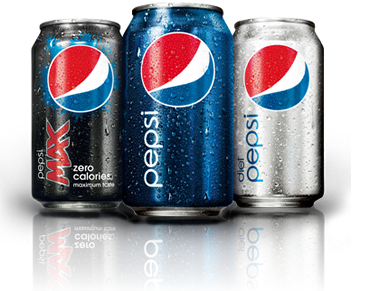 pepsi
MAX
zero
calories.
maximum taste
pepsi
diet
pepsi